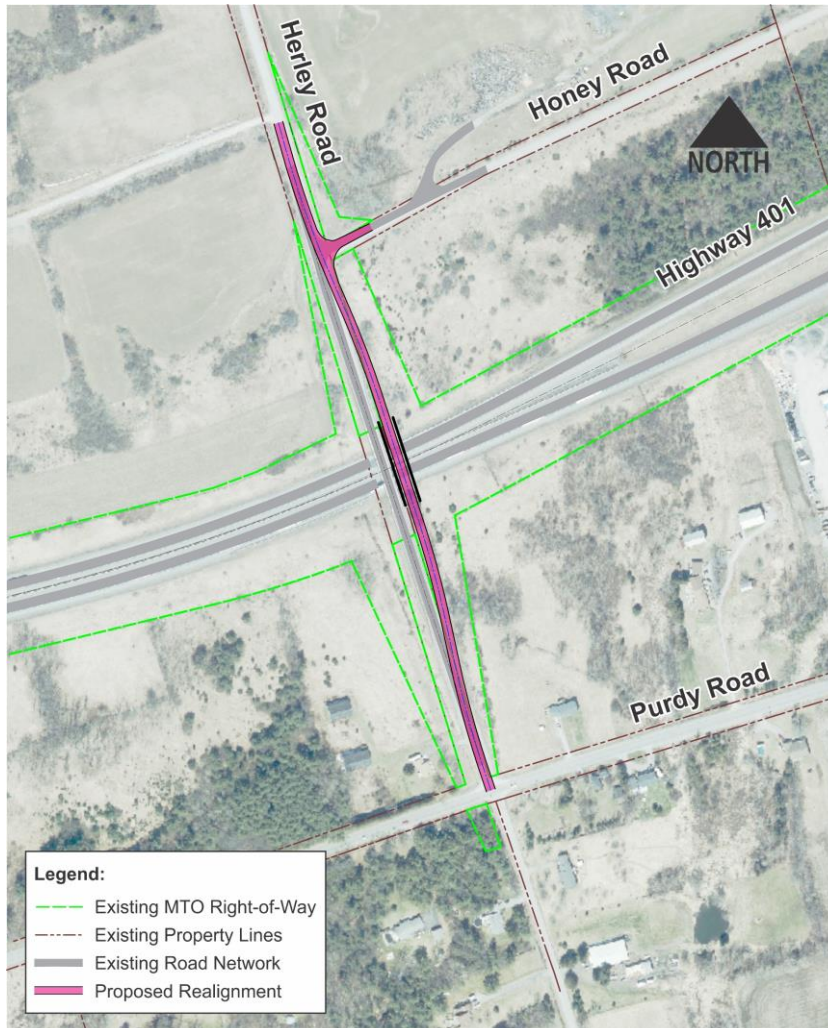 Herley Road
Honey Road
NORTH
Highway 401
Purdy Road
Legend:
Existing MTO Right-of-Way
Existing Property Lines
Existing Road Network
Proposed Realignment